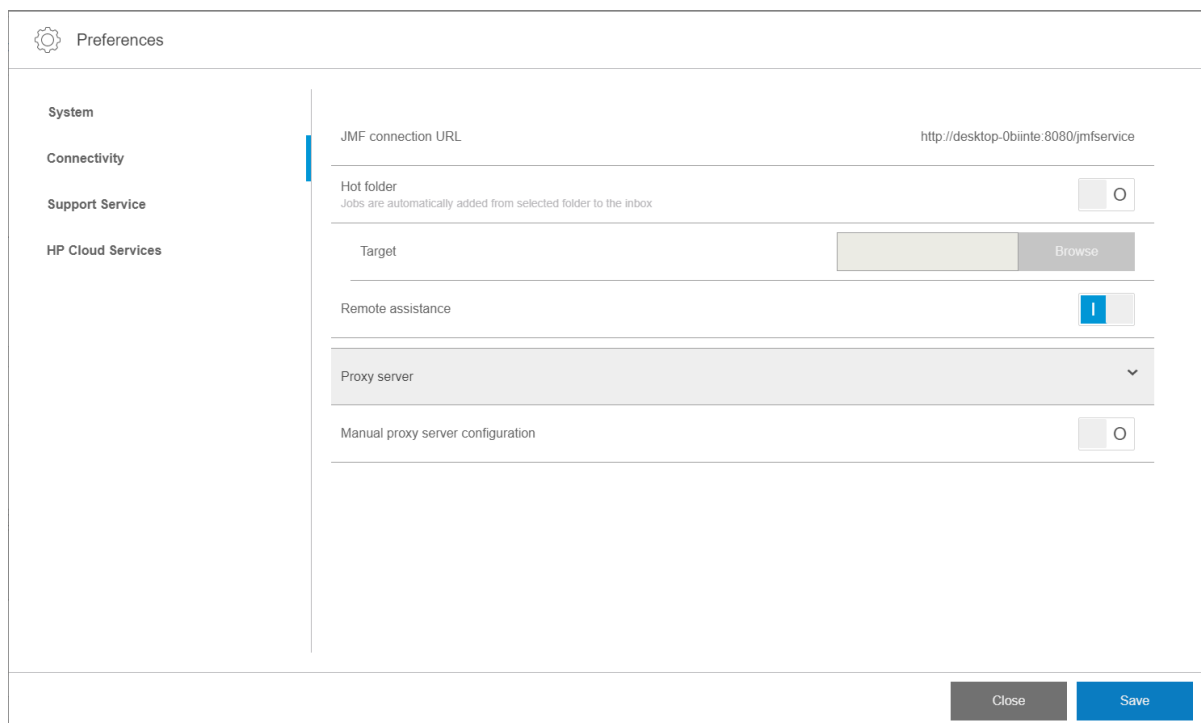 Preferences
System
Connectivity
Support Service
HP Cloud Services
JMF connection URL
http://desktop-0biinte:8080/jmfservice
Hot folder
Jobs are automatically added from selected folder to the inbox
O
Target
Browse
Remote assistance
I
Proxy server
Manual proxy server configuration
O
Close
Save